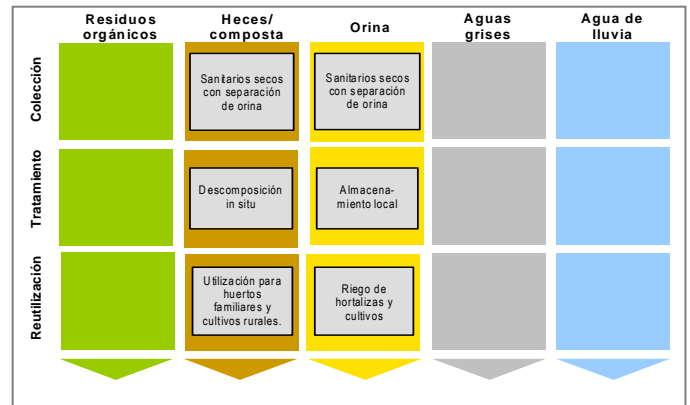 Residuos
orgánicos
Heces/
composta
Orina
Aguas
grises
Agua de
lluvia
Colección
Sanitarios secos
con separación
de orina
Sanitarios secos
con separación
de orina
Tratamiento
Descomposición
in situ
Almacena-
miento local
Reutilización
Utilización para
huertos
familiares y
cultivos rurales.
Riego de
hortalizas y
cultivos